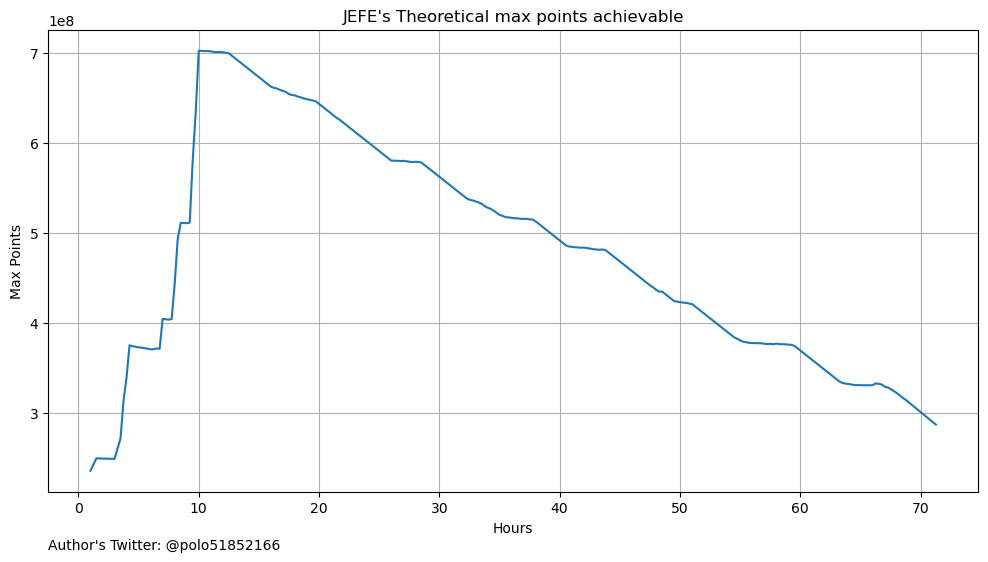 JEFE's Theoretical max points achievable
1e8
7
6
5
4
3
Max Points
0 10 20 30 40 50 60 70
Hours
Author's Twitter: @polo51852166